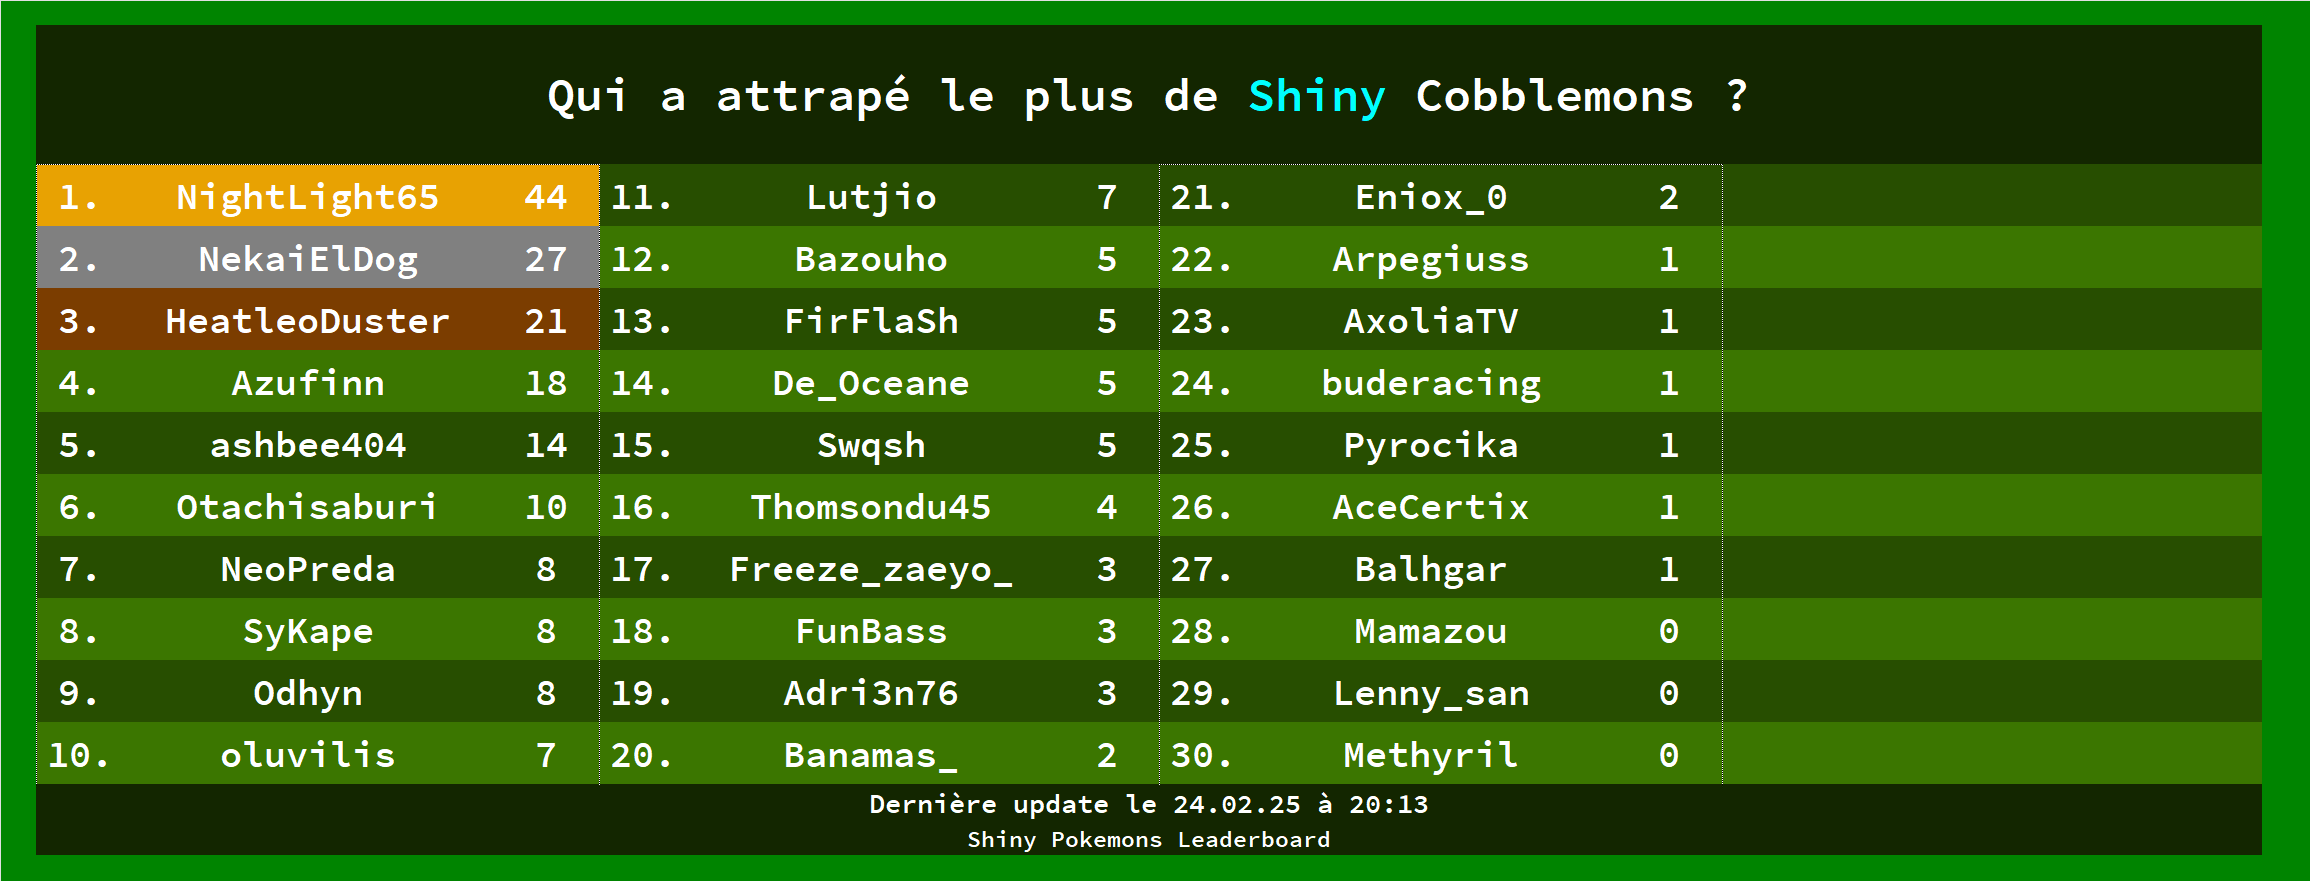 Qui a attrapé le plus de Shiny Cobblemons ?
1. NightLight65 44 11. Lutjio 7 21. Eniox_0 2
2. NekaiElDog 27 12. Bazouho 5 22. Arpegiuss 1
3. HeatleoDuster 21 13. FirFlaSh 5 23. AxoliaTV 1
4. Azufinn 18 14. De_Oceane 5 24. buderacing 1
5. ashbee404 14 15. Swqsh 5 25. Pyrocika 1
6. Otachisaburi 10 16. Thomsondu45 4 26. AceCertix 1
7. NeoPreda 8 17. Freeze_zaeyo_ 3 27. Balhgar 1
8. SyKape 8 18. FunBass 3 28. Mamazou 0
9. Odhyn 8 19. Adri3n76 3 29. Lenny_san 0
10. oluvilis 7 20. Banamas_ 2 30. Methyril 0
Dernière update le 24.02.25 à 20:13
Shiny Pokemons Leaderboard